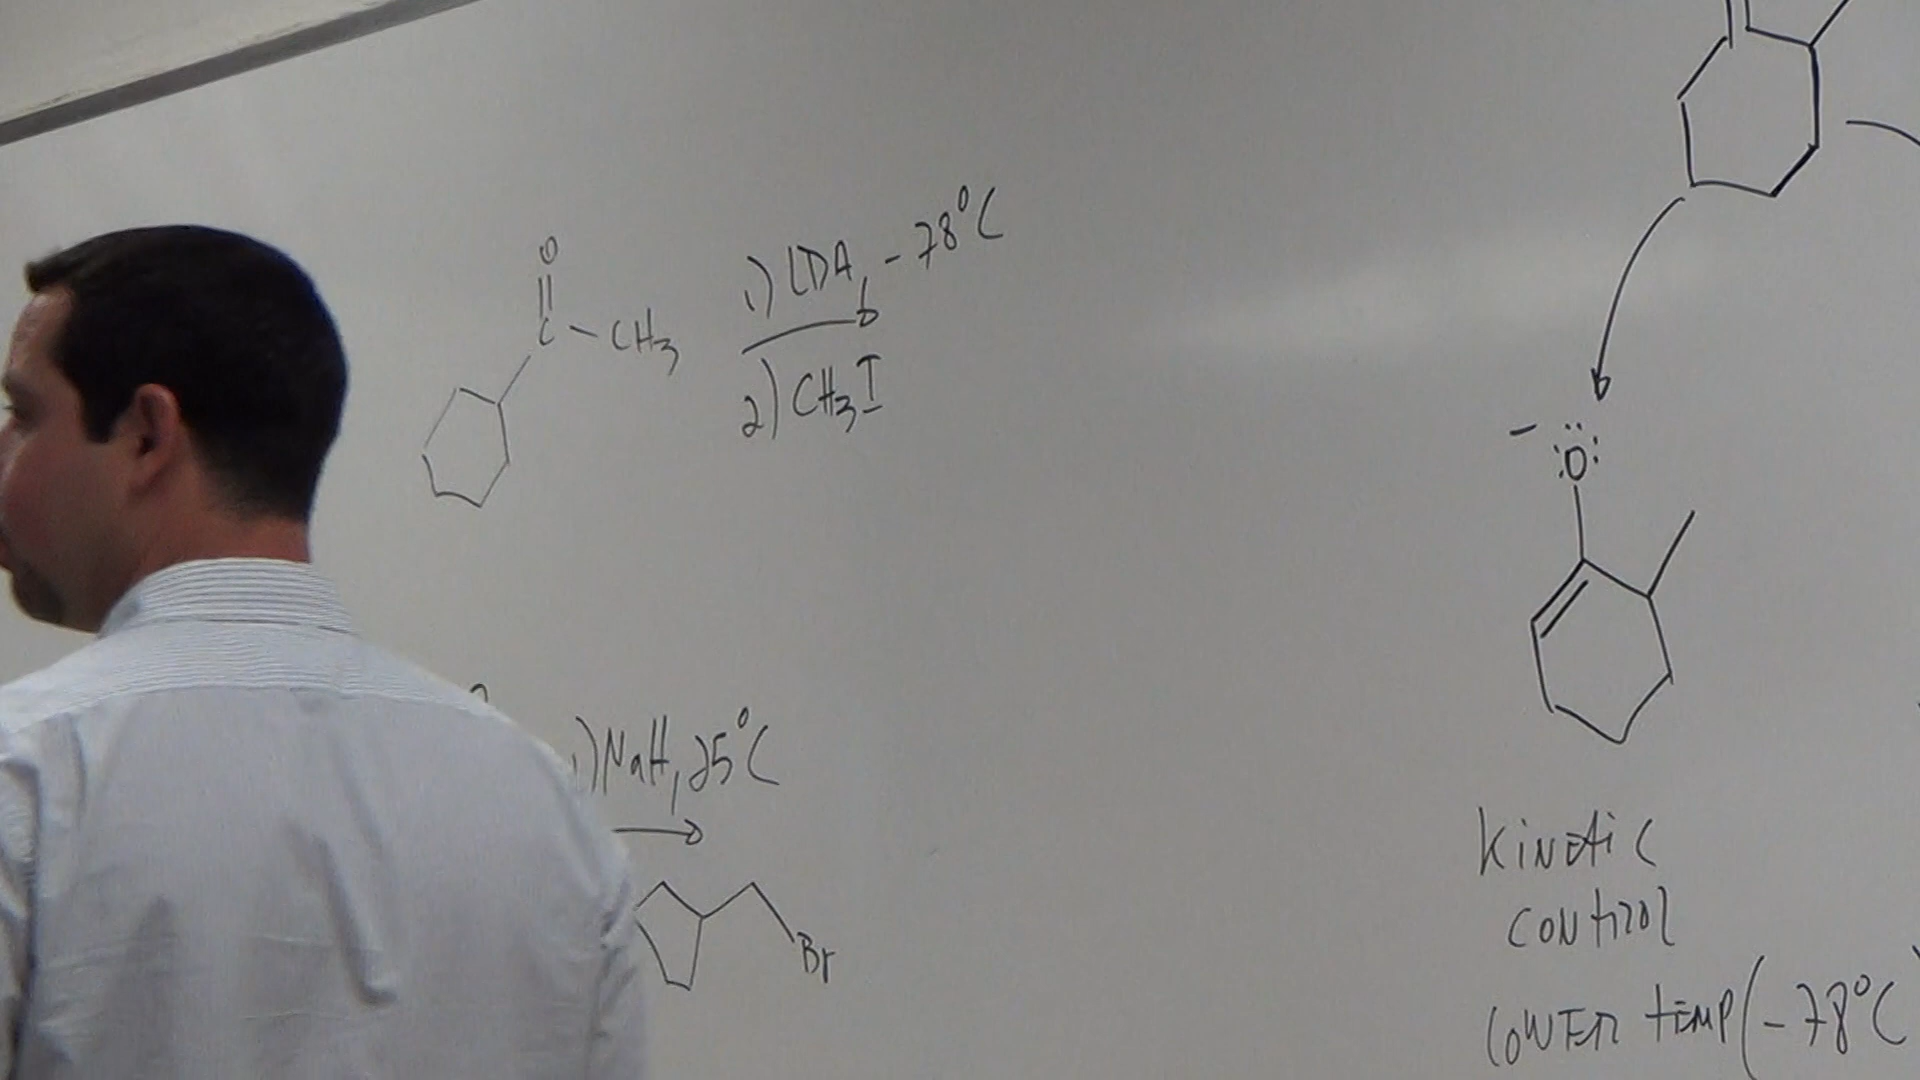 O
C - CH3
1) LDA, -78°C
2) CH3I
- :Ö:
1) NaH, 25°C
Br
Kinetic
control
Lower temp (-78°C)